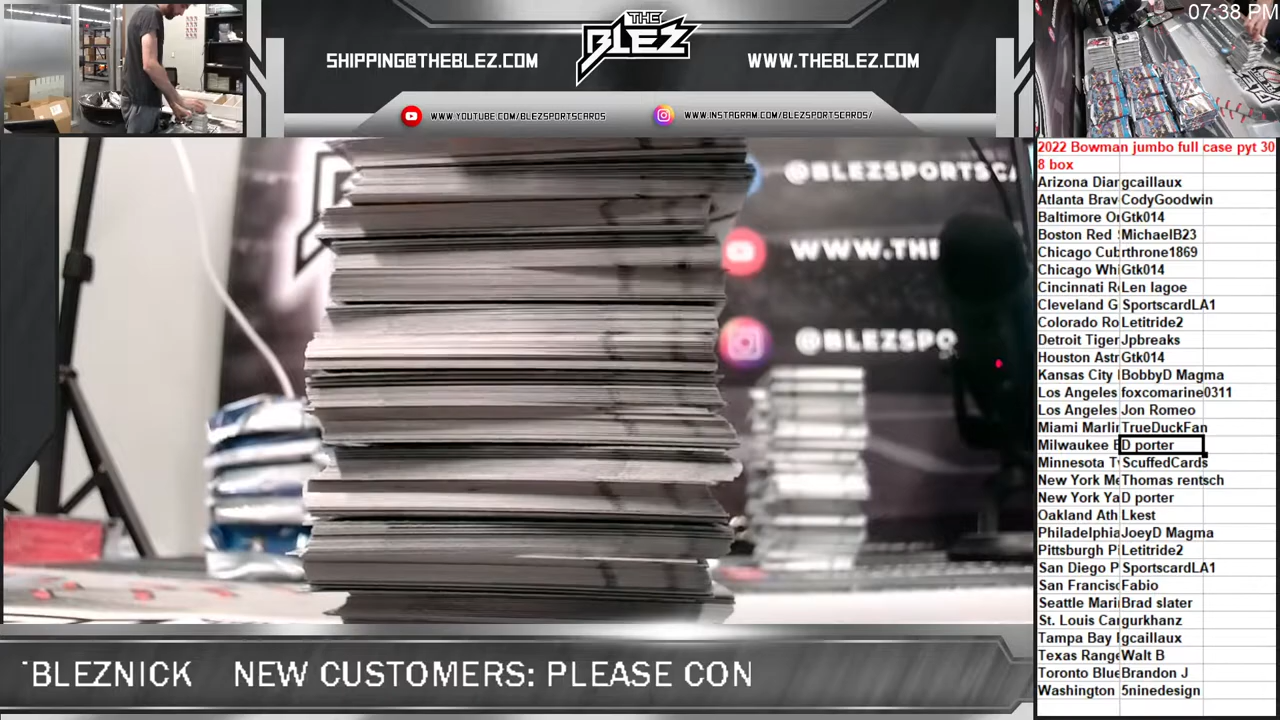 07:38 PM
THE
BLEZ
SHIPPING@THEBLEZ.COM
WWW.THEBLEZ.COM
WWW.YOUTUBE.COM/BLEZSPORTSCARDS
WWW.INSTAGRAM.COM/BLEZSPORTSCARDS/
@BLEZSPORTSCA
WWW.THE
@BLEZSPO
2022 Bowman jumbo full case pyt 30
8 box
Arizona Diar gcaillaux
Atlanta Brav CodyGoodwin
Baltimore Or Gtk014
Boston Red S MichaelB23
Chicago Cub rthrone1869
Chicago Whi Gtk014
Cincinnati Re Len lagoe
Cleveland G SportscardLA1
Colorado Ro Letitride2
Detroit Tiger Jpbreaks
Houston Astr Gtk014
Kansas City BobbyD Magma
Los Angeles foxcomarine0311
Los Angeles Jon Romeo
Miami Marlin TrueDuckFan
Milwaukee B D porter
Minnesota Tw ScuffedCards
New York Me Thomas rentsch
New York Ya D porter
Oakland Ath Lkest
Philadelphia JoeyD Magma
Pittsburgh Pi Letitride2
San Diego P SportscardLA1
San Francisc Fabio
Seattle Mari Brad slater
St. Louis Car gurkhanz
Tampa Bay gcaillaux
Texas Range Walt B
Toronto Blue Brandon J
Washington 5ninedesign
BLEZNICK NEW CUSTOMERS: PLEASE CON